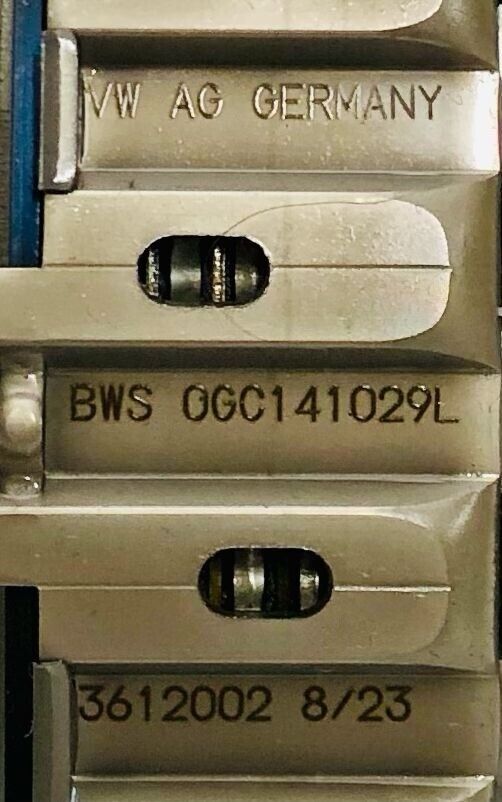 VW AG GERMANY
BWS 0GC141029L
3612002 8/23